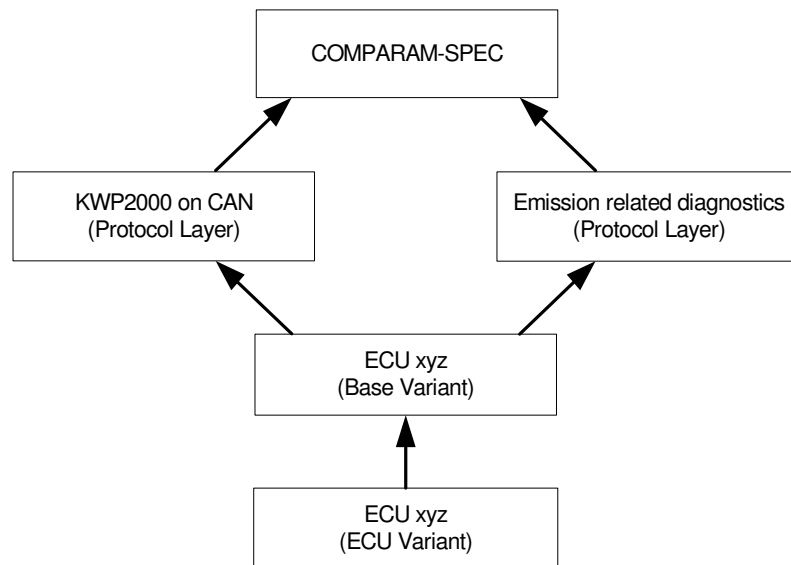 COMPARAM-SPEC
KWP2000 on CAN
(Protocol Layer)
Emission related diagnostics
(Protocol Layer)
ECU xyz
(Base Variant)
ECU xyz
(ECU Variant)